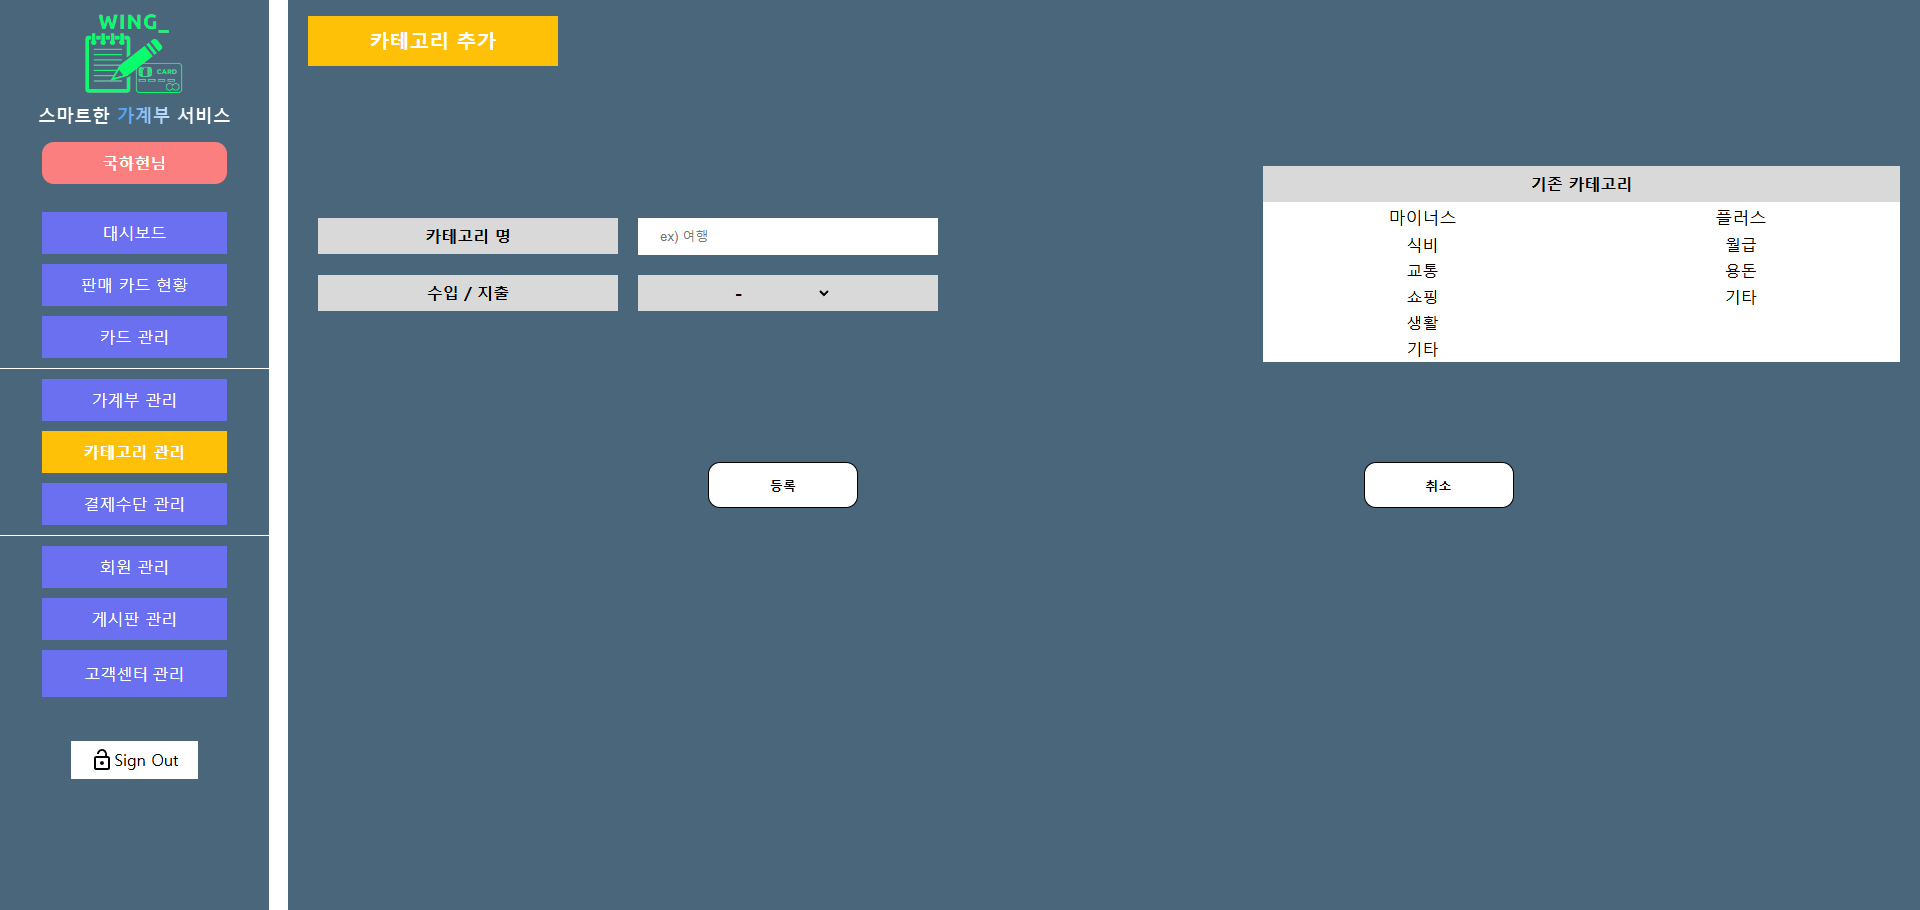 WING_
CARD
스마트한 가계부 서비스
국하현님
대시보드
판매 카드 현황
카드 관리
가계부 관리
카테고리 관리
결제수단 관리
회원 관리
게시판 관리
고객센터 관리
Sign Out
카테고리 추가
카테고리 명
ex) 여행
수입 / 지출
-
기존 카테고리
마이너스 플러스
식비 월급
교통 용돈
쇼핑 기타
생활
기타
등록
취소